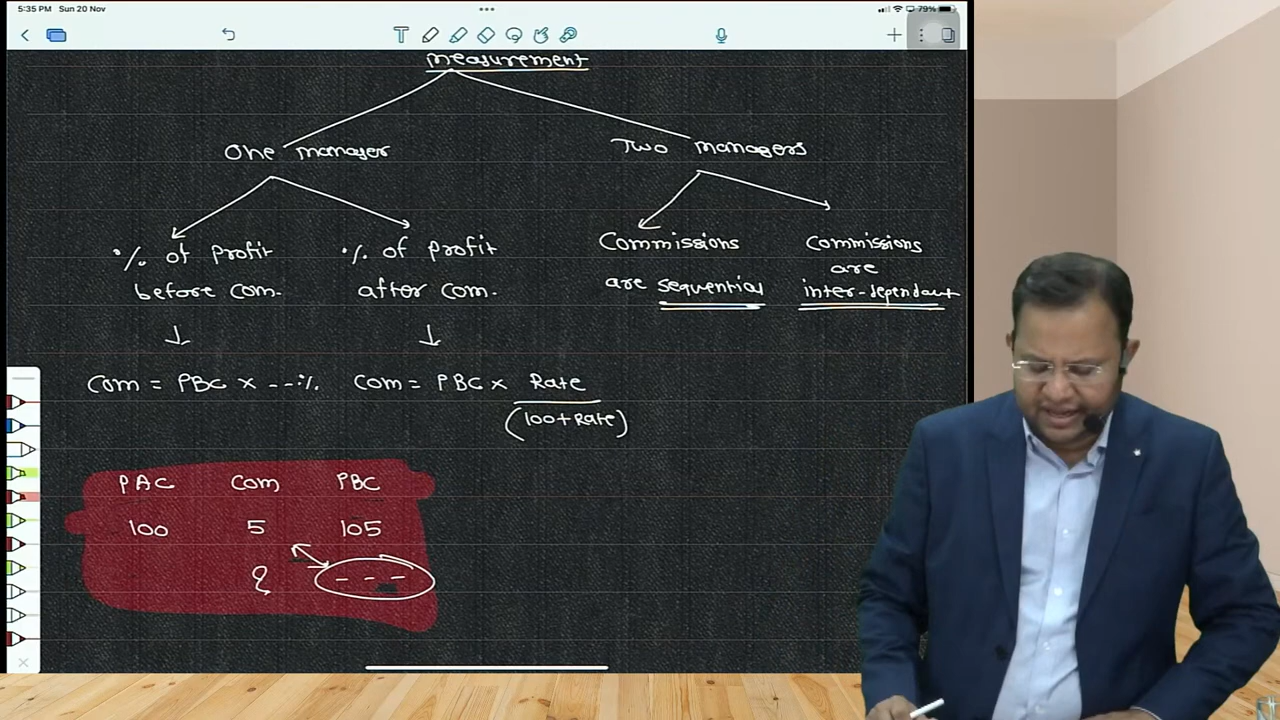 5:35 PM Sun 20 Nov
79%
measurement
One manager
Two managers
% of profit
before com.
% of profit
after com.
Commissions
are sequential
Commissions
are
inter-dependant
Com = PBC × ---%
Com = PBC × Rate
(100+Rate)
PAC Com PBC
100 5 105
? ---